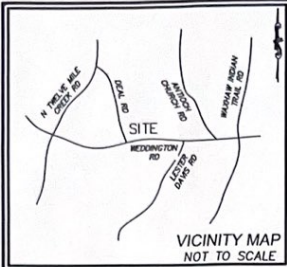 N TWELVE MILE
CREEK RD
DEAL RD
ANTIOCH
CHURCH RD
WAXHAW INDIAN
TRAIL RD
SITE
WEDDINGTON
RD
LESTER
DAVIS RD
VICINITY MAP
NOT TO SCALE